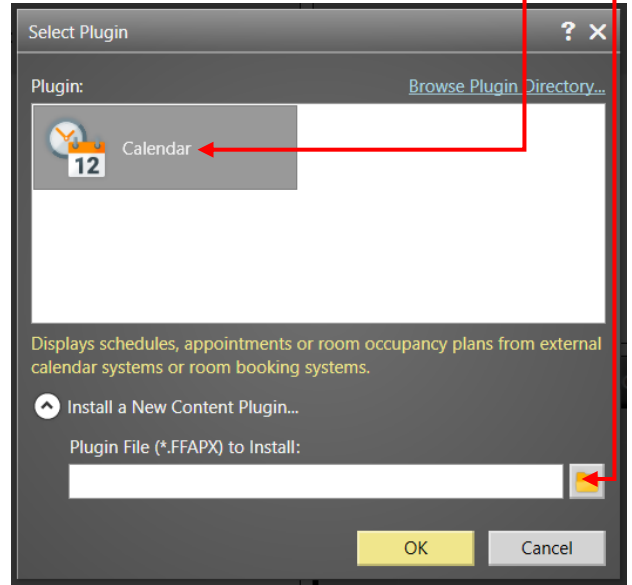 Select Plugin ? ×
Plugin: Browse Plugin Directory...
Calendar
12
Displays schedules, appointments or room occupancy plans from external
calendar systems or room booking systems.
Install a New Content Plugin...
Plugin File (*.FFAPX) to Install:
OK Cancel